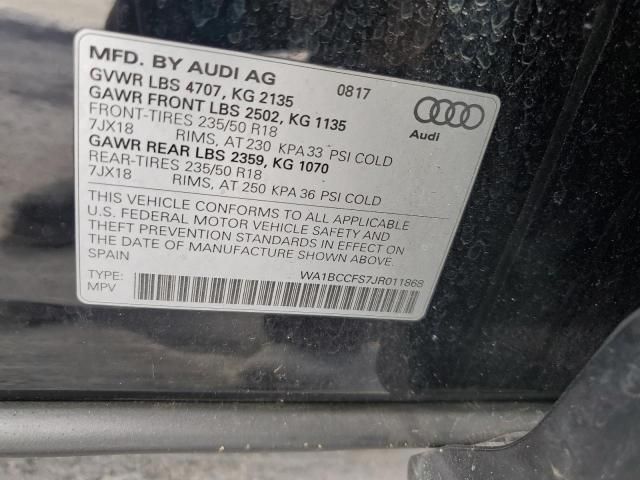 MFD. BY AUDI AG 0817
GVWR LBS 4707, KG 2135
GAWR FRONT LBS 2502, KG 1135
FRONT-TIRES 235/50 R18
7JX18 RIMS, AT 230 KPA 33 PSI COLD
GAWR REAR LBS 2359, KG 1070
REAR-TIRES 235/50 R18
7JX18 RIMS, AT 250 KPA 36 PSI COLD
Audi
THIS VEHICLE CONFORMS TO ALL APPLICABLE
U.S. FEDERAL MOTOR VEHICLE SAFETY AND
THEFT PREVENTION STANDARDS IN EFFECT ON
THE DATE OF MANUFACTURE SHOWN ABOVE.
SPAIN
WA1BCCFS7JR011868
TYPE:
MPV